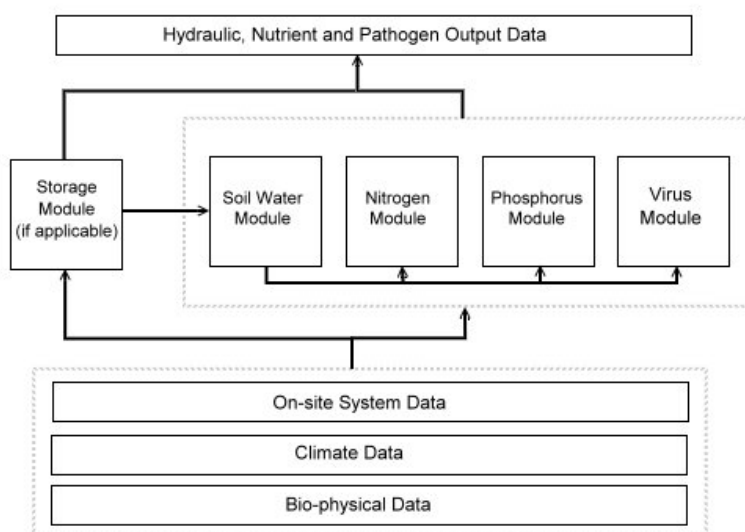 Hydraulic, Nutrient and Pathogen Output Data
Storage
Module
(if applicable)
Soil Water
Module
Nitrogen
Module
Phosphorus
Module
Virus
Module
On-site System Data
Climate Data
Bio-physical Data